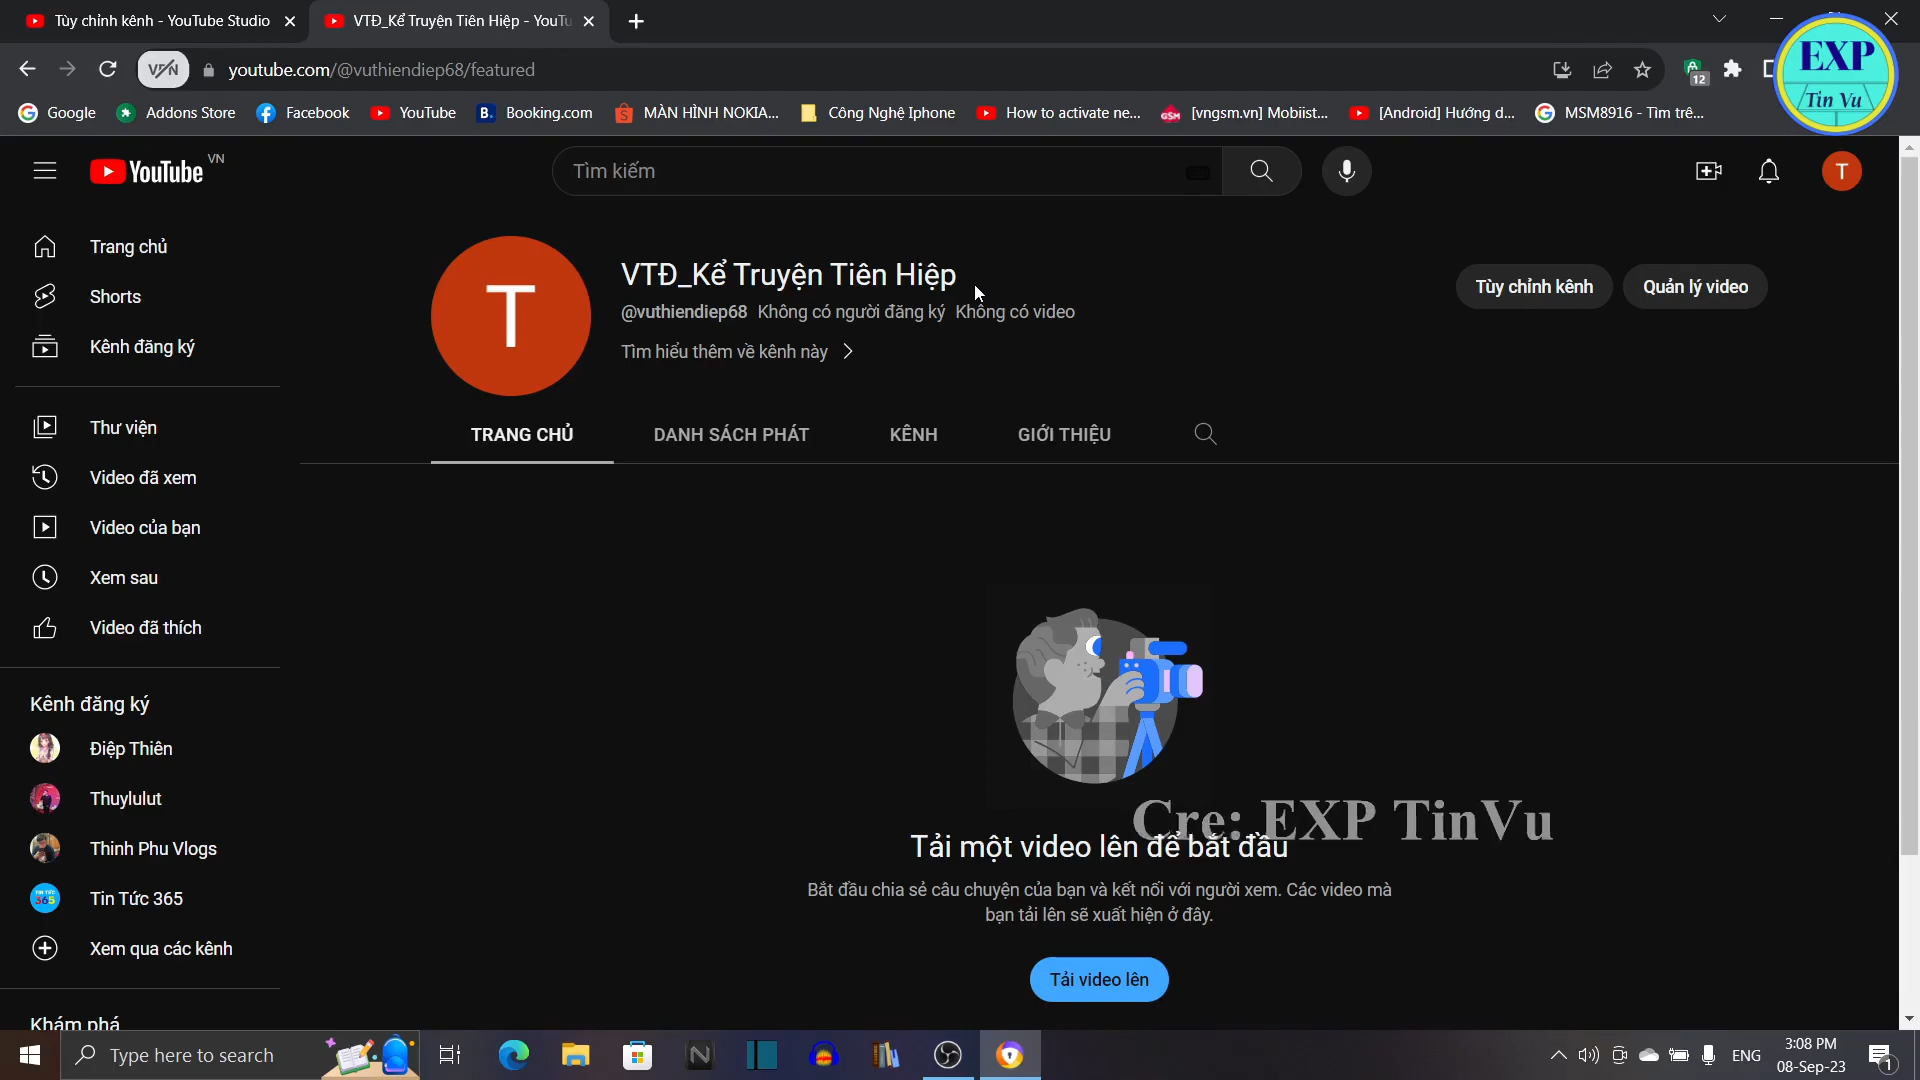 Tùy chỉnh kênh - YouTube Studio
VTĐ_Kể Truyện Tiên Hiệp - YouTu
VPN
youtube.com/@vuthiendiep68/featured
12
EXP
Tin Vu
Google
Addons Store
Facebook
YouTube
B.
Booking.com
MÀN HÌNH NOKIA...
Công Nghệ Iphone
How to activate ne...
GSM
[vngsm.vn] Mobiist...
[Android] Hướng d...
MSM8916 - Tìm trê...
YouTube VN
Tìm kiếm
T
Trang chủ
Shorts
Kênh đăng ký
Thư viện
Video đã xem
Video của bạn
Xem sau
Video đã thích
Kênh đăng ký
Điệp Thiên
Thuylulut
Thinh Phu Vlogs
TIN TỨC
365
Tin Tức 365
Xem qua các kênh
Khám phá
T
VTĐ_Kể Truyện Tiên Hiệp
@vuthiendiep68 Không có người đăng ký Không có video
Tìm hiểu thêm về kênh này
Tùy chỉnh kênh
Quản lý video
TRANG CHỦ
DANH SÁCH PHÁT
KÊNH
GIỚI THIỆU
Cre: EXP TinVu
Tải một video lên để bắt đầu
Bắt đầu chia sẻ câu chuyện của bạn và kết nối với người xem. Các video mà
bạn tải lên sẽ xuất hiện ở đây.
Tải video lên
Type here to search
N
ENG
3:08 PM
08-Sep-23
1